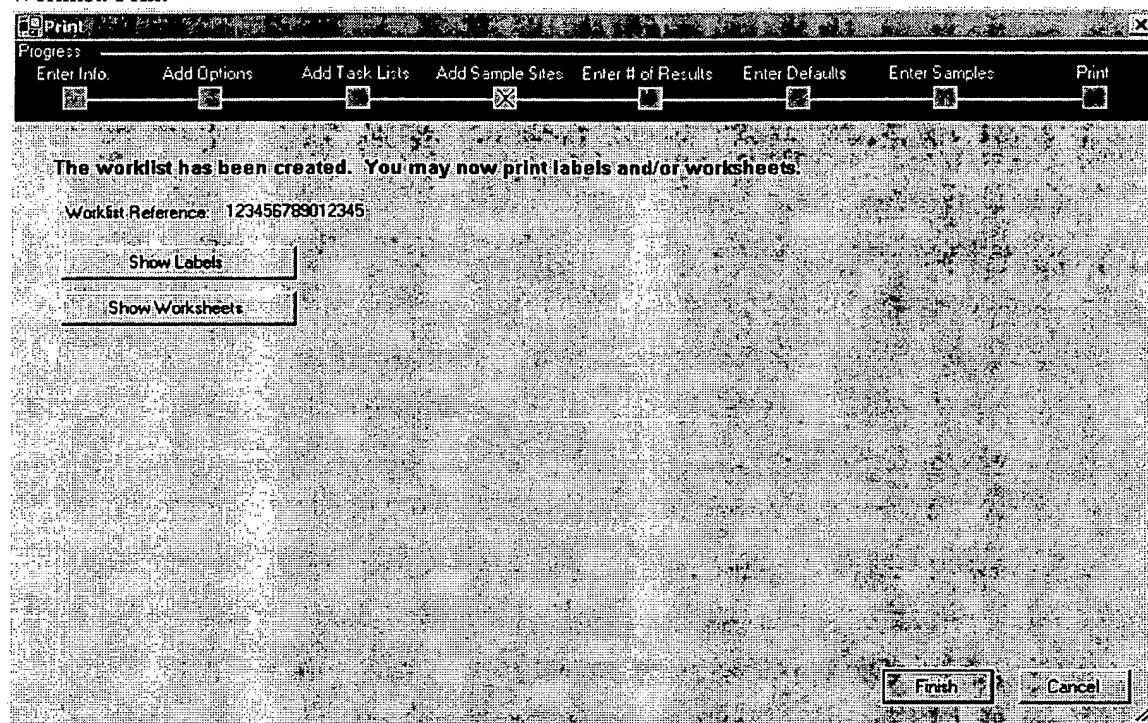 Print
Progress
Enter Info. Add Options Add Task Lists Add Sample Sites Enter # of Results Enter Defaults Enter Samples Print
The worklist has been created. You may now print labels and/or worksheets.
Worklist Reference: 123456789012345
Show Labels
Show Worksheets
Finish Cancel